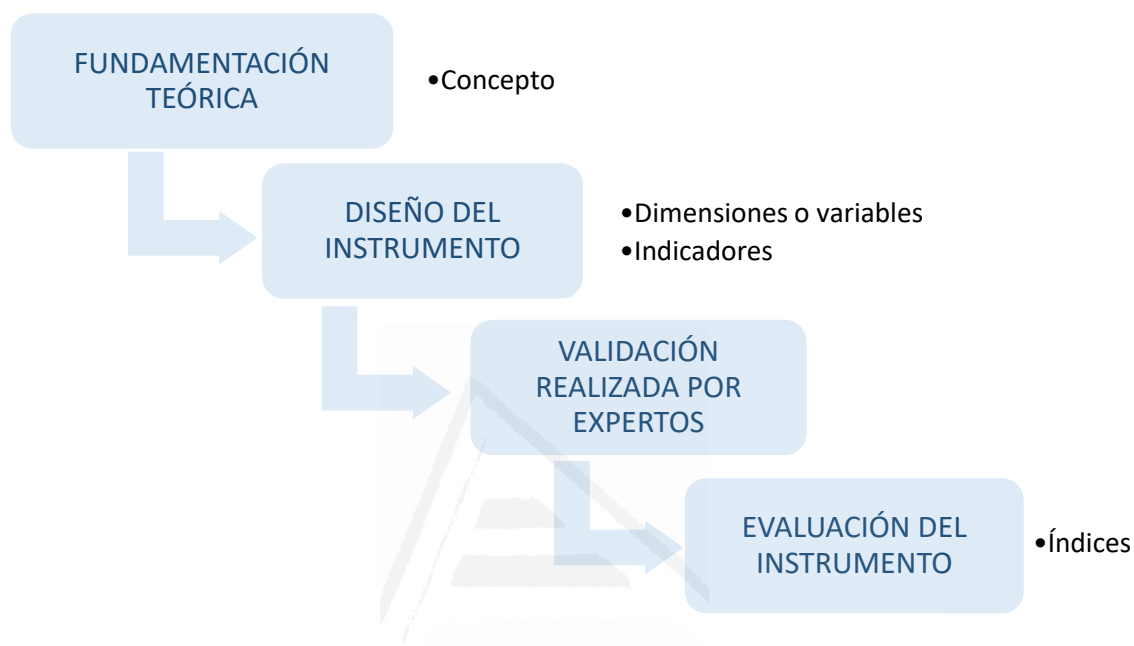 FUNDAMENTACIÓN
TEÓRICA
•Concepto
DISEÑO DEL
INSTRUMENTO
•Dimensiones o variables
•Indicadores
VALIDACIÓN
REALIZADA POR
EXPERTOS
EVALUACIÓN DEL
INSTRUMENTO
•Índices